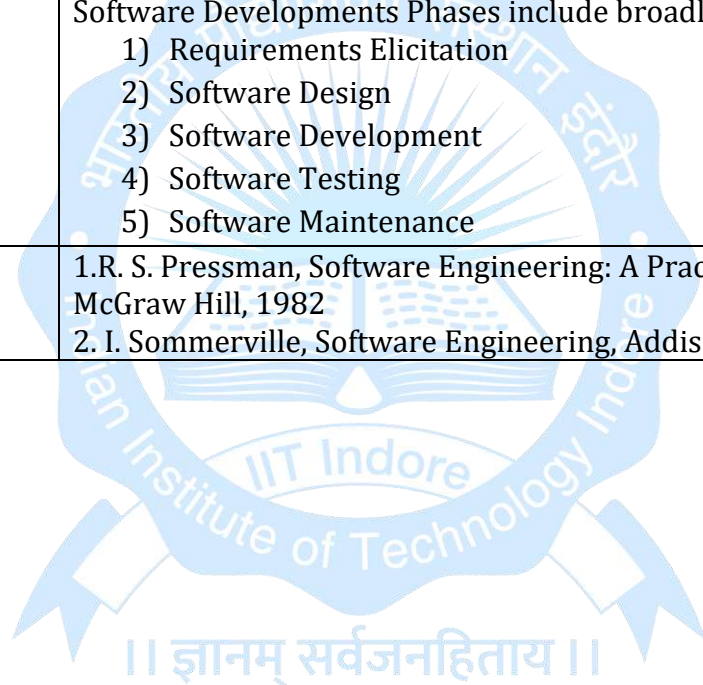 Software Developments Phases include broadl
1) Requirements Elicitation
2) Software Design
3) Software Development
4) Software Testing
5) Software Maintenance
1.R. S. Pressman, Software Engineering: A Prac
McGraw Hill, 1982
2. I. Sommerville, Software Engineering, Addis
IIT Indore
Indian Institute of Technology Indore
।। ज्ञानम् सर्वजनहिताय ।।